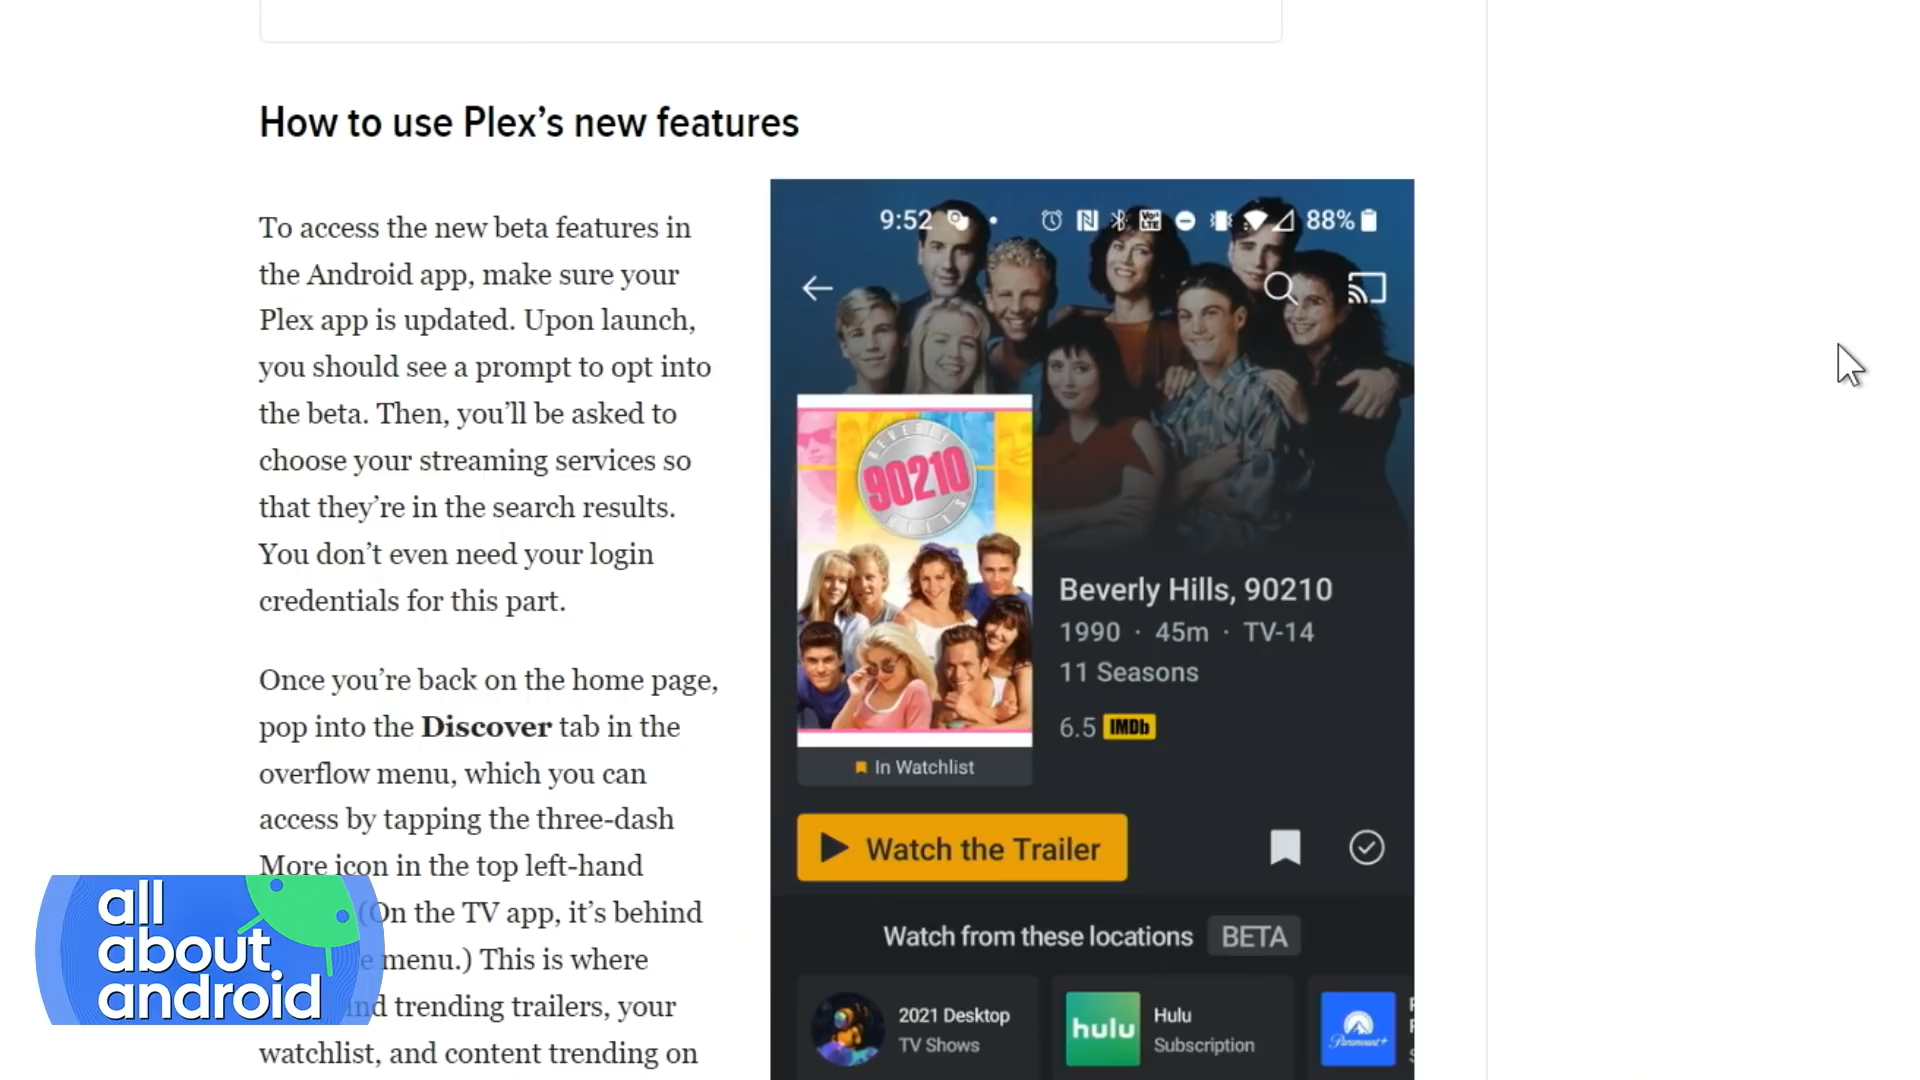 How to use Plex’s new features
To access the new beta features in
the Android app, make sure your
Plex app is updated. Upon launch,
you should see a prompt to opt into
the beta. Then, you’ll be asked to
choose your streaming services so
that they’re in the search results.
You don’t even need your login
credentials for this part.
Once you’re back on the home page,
pop into the Discover tab in the
overflow menu, which you can
access by tapping the three-dash
More icon in the top left-hand
(On the TV app, it’s behind
menu.) This is where
trending trailers, your
watchlist, and content trending on
all
about
android
9:52
88%
BEVERLY
90210
HILLS
Beverly Hills, 90210
1990 · 45m · TV-14
11 Seasons
6.5 IMDb
In Watchlist
Watch the Trailer
Watch from these locations BETA
2021 Desktop
TV Shows
hulu
Hulu
Subscription
Paramount+